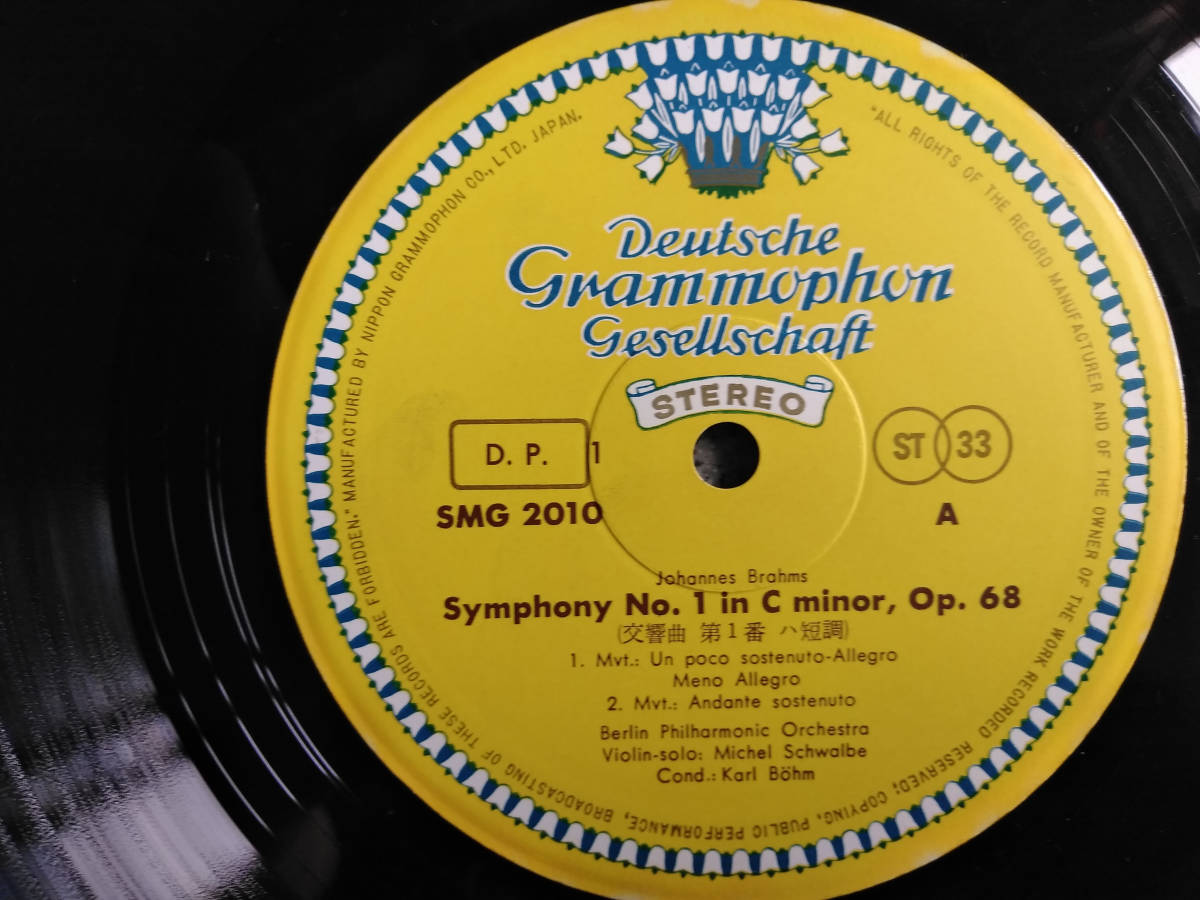 Deutsche
Grammophon
Gesellschaft
STEREO
D. P. 1
ST 33
SMG 2010
A
Johannes Brahms
Symphony No. 1 in C minor, Op. 68
(交響曲 第1番 ハ短調)
1. Mvt.: Un poco sostenuto-Allegro
Meno Allegro
2. Mvt.: Andante sostenuto
Berlin Philharmonic Orchestra
Violin-solo: Michel Schwalbe
Cond.: Karl Böhm
"ALL RIGHTS OF THE RECORD MANUFACTURER AND OF THE OWNER OF THE WORK RECORDED RESERVED; COPYING, PUBLIC PERFORMANCE, BROADCASTING OF THESE RECORDS ARE FORBIDDEN." MANUFACTURED BY NIPPON GRAMMOPHON CO., LTD. JAPAN.